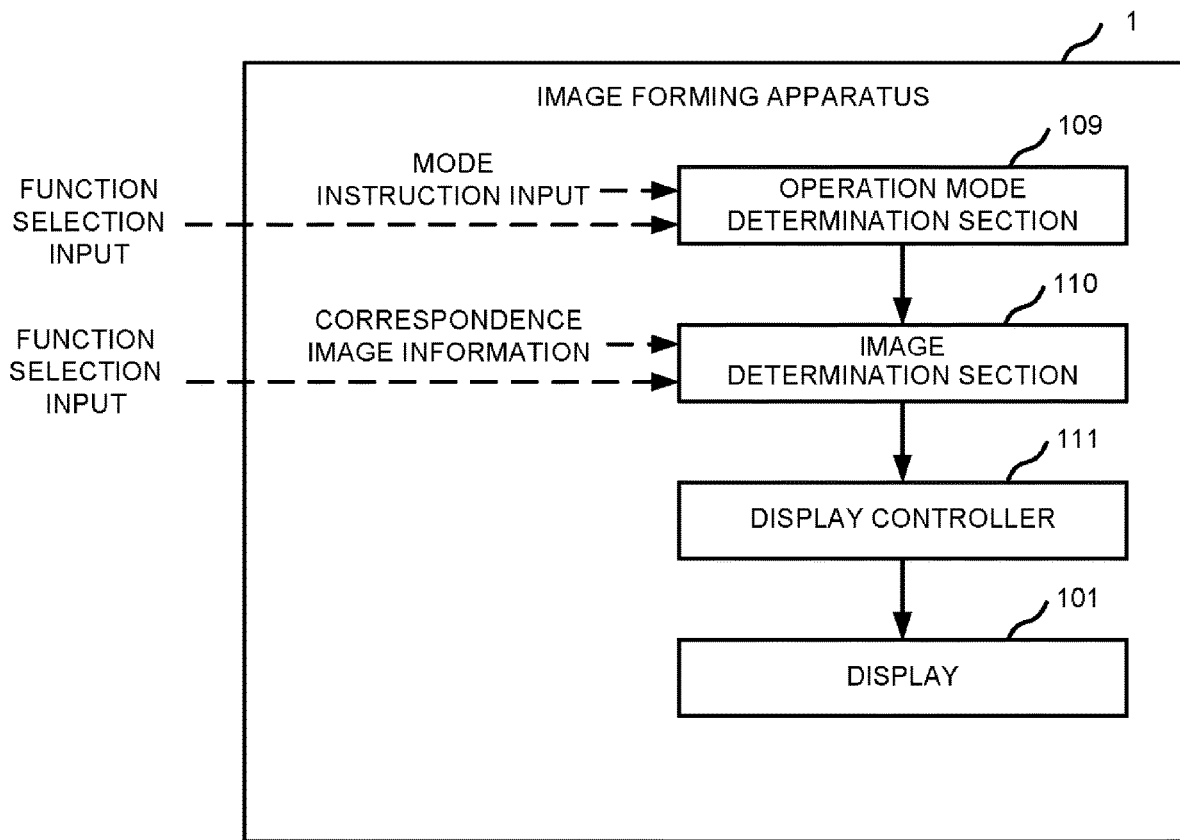 1
IMAGE FORMING APPARATUS
109
MODE
INSTRUCTION INPUT
FUNCTION
SELECTION
INPUT
OPERATION MODE
DETERMINATION SECTION
110
CORRESPONDENCE
IMAGE INFORMATION
FUNCTION
SELECTION
INPUT
IMAGE
DETERMINATION SECTION
111
DISPLAY CONTROLLER
101
DISPLAY